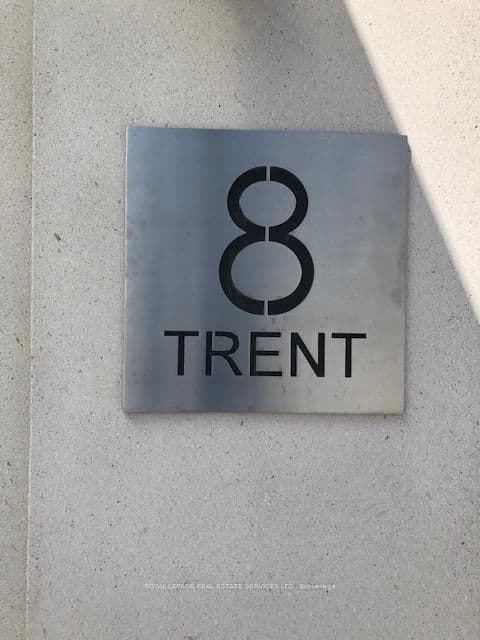 8
TRENT
ROYAL LEPAGE REAL ESTATE SERVICES LTD., Brokerage